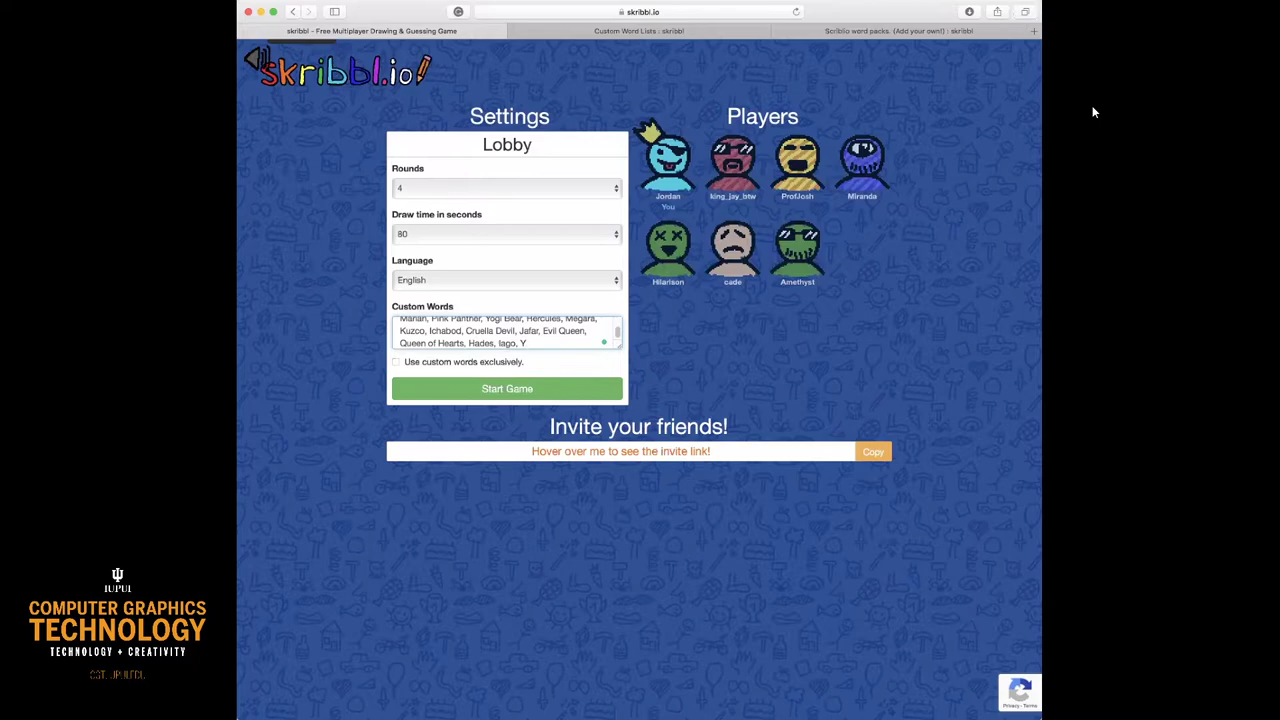 skribbl.io
skribbl - Free Multiplayer Drawing & Guessing Game
Custom Word Lists : skribbl
Scriblio word packs. (Add your own!) : skribbl
skribbl.io
Settings
Players
Lobby
Rounds
4
Draw time in seconds
80
Language
English
Custom Words
Marian, Pink Panther, Yogi Bear, Hercules, Megara,
Kuzco, Ichabod, Cruella Devil, Jafar, Evil Queen,
Queen of Hearts, Hades, Iago, Y
Use custom words exclusively.
Start Game
Jordan
You
king_jay_btw
ProfJosh
Miranda
cade
Amethyst
Invite your friends!
Hover over me to see the invite link!
Copy
IUPUI
COMPUTER GRAPHICS
TECHNOLOGY
TECHNOLOGY + CREATIVITY
Privacy - Terms